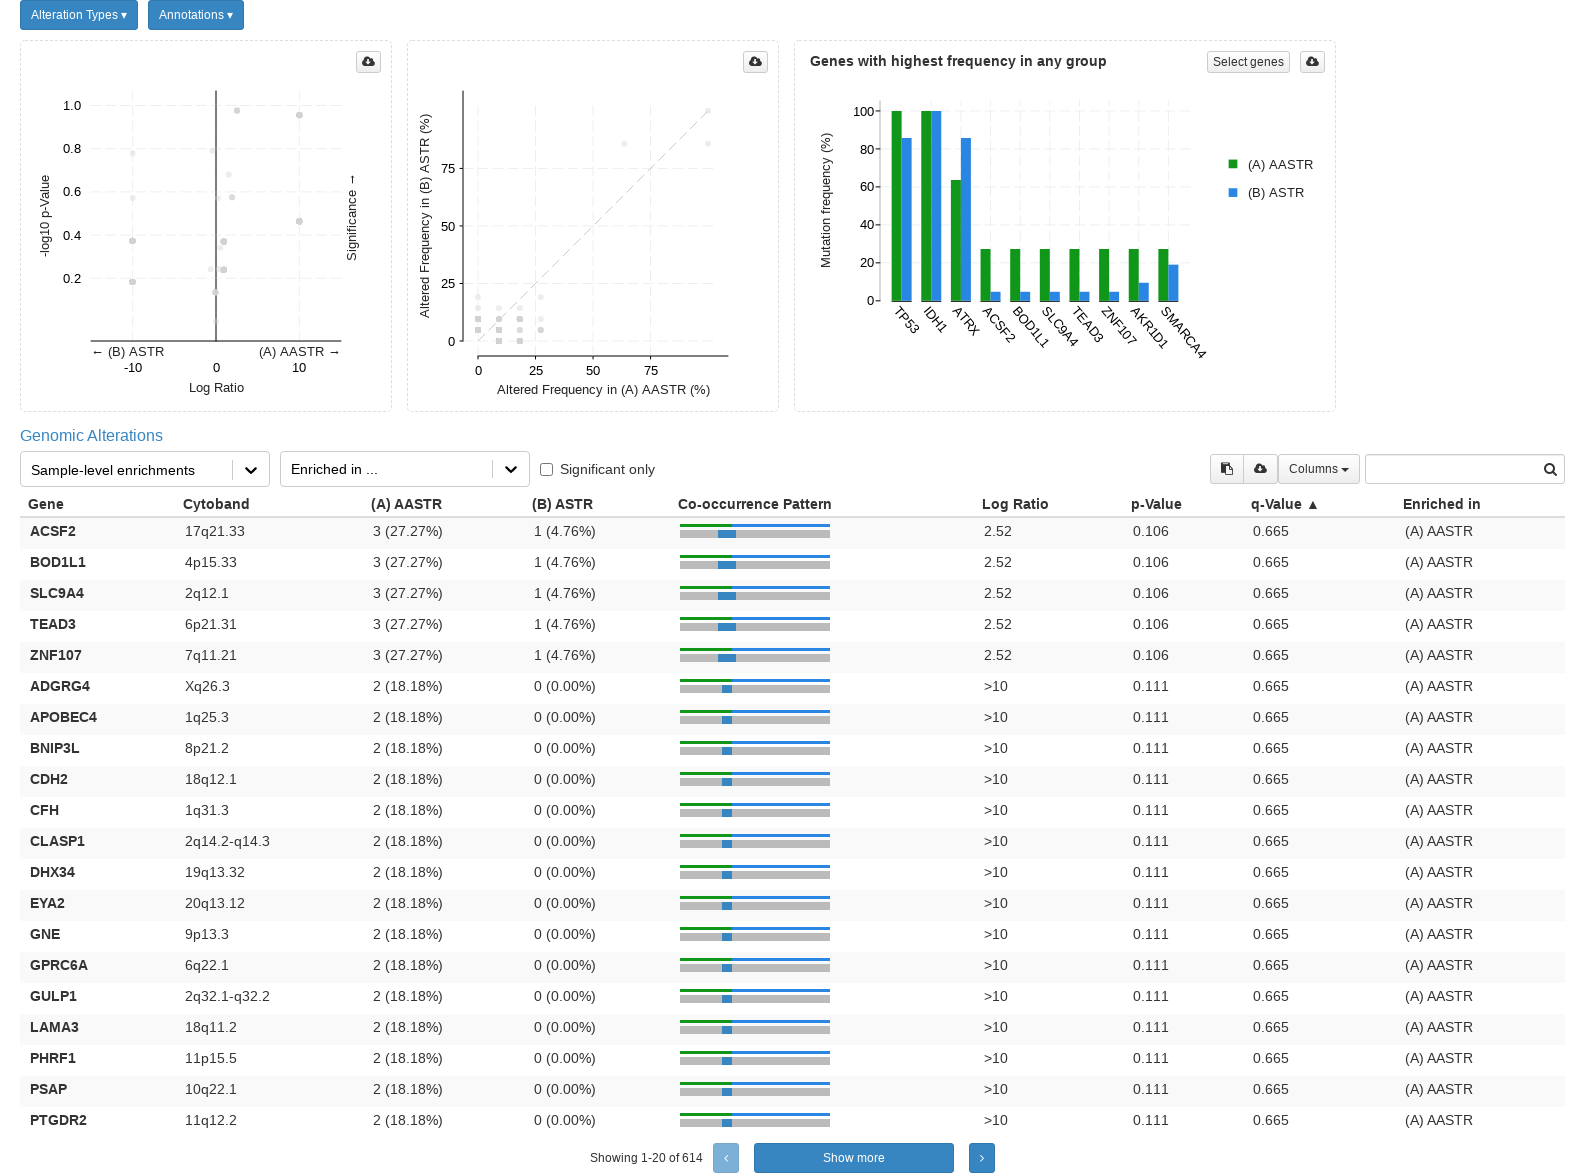 Alteration Types ▾ Annotations ▾
1.0
0.8
0.6
0.4
0.2
-log10 p-Value
Significance →
← (B) ASTR (A) AASTR →
-10 0 10
Log Ratio
Altered Frequency in (B) ASTR (%)
75
50
25
0
0 25 50 75
Altered Frequency in (A) AASTR (%)
Genes with highest frequency in any group Select genes
Mutation frequency (%)
100
80
60
40
20
0
TP53 IDH1 ATRX ACSF2 BOD1L1 SLC9A4 TEAD3 ZNF107 AKR1D1 SMARCA4
(A) AASTR
(B) ASTR
Genomic Alterations
Sample-level enrichments Enriched in ... Significant only Columns
Gene Cytoband (A) AASTR (B) ASTR Co-occurrence Pattern Log Ratio p-Value q-Value ▲ Enriched in
ACSF2 17q21.33 3 (27.27%) 1 (4.76%) 2.52 0.106 0.665 (A) AASTR
BOD1L1 4p15.33 3 (27.27%) 1 (4.76%) 2.52 0.106 0.665 (A) AASTR
SLC9A4 2q12.1 3 (27.27%) 1 (4.76%) 2.52 0.106 0.665 (A) AASTR
TEAD3 6p21.31 3 (27.27%) 1 (4.76%) 2.52 0.106 0.665 (A) AASTR
ZNF107 7q11.21 3 (27.27%) 1 (4.76%) 2.52 0.106 0.665 (A) AASTR
ADGRG4 Xq26.3 2 (18.18%) 0 (0.00%) >10 0.111 0.665 (A) AASTR
APOBEC4 1q25.3 2 (18.18%) 0 (0.00%) >10 0.111 0.665 (A) AASTR
BNIP3L 8p21.2 2 (18.18%) 0 (0.00%) >10 0.111 0.665 (A) AASTR
CDH2 18q12.1 2 (18.18%) 0 (0.00%) >10 0.111 0.665 (A) AASTR
CFH 1q31.3 2 (18.18%) 0 (0.00%) >10 0.111 0.665 (A) AASTR
CLASP1 2q14.2-q14.3 2 (18.18%) 0 (0.00%) >10 0.111 0.665 (A) AASTR
DHX34 19q13.32 2 (18.18%) 0 (0.00%) >10 0.111 0.665 (A) AASTR
EYA2 20q13.12 2 (18.18%) 0 (0.00%) >10 0.111 0.665 (A) AASTR
GNE 9p13.3 2 (18.18%) 0 (0.00%) >10 0.111 0.665 (A) AASTR
GPRC6A 6q22.1 2 (18.18%) 0 (0.00%) >10 0.111 0.665 (A) AASTR
GULP1 2q32.1-q32.2 2 (18.18%) 0 (0.00%) >10 0.111 0.665 (A) AASTR
LAMA3 18q11.2 2 (18.18%) 0 (0.00%) >10 0.111 0.665 (A) AASTR
PHRF1 11p15.5 2 (18.18%) 0 (0.00%) >10 0.111 0.665 (A) AASTR
PSAP 10q22.1 2 (18.18%) 0 (0.00%) >10 0.111 0.665 (A) AASTR
PTGDR2 11q12.2 2 (18.18%) 0 (0.00%) >10 0.111 0.665 (A) AASTR
Showing 1-20 of 614 ‹ Show more ›